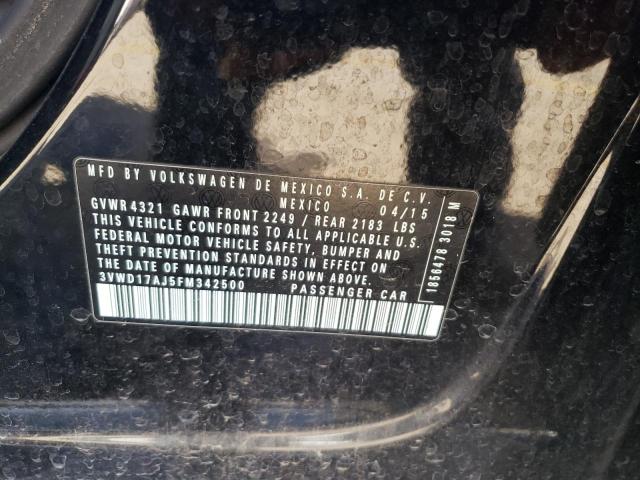 MFD BY VOLKSWAGEN DE MEXICO S.A. DE C.V.
MEXICO 04/15
GVWR 4321 GAWR FRONT 2249 / REAR 2183 LBS
THIS VEHICLE CONFORMS TO ALL APPLICABLE U.S.
FEDERAL MOTOR VEHICLE SAFETY, BUMPER AND
THEFT PREVENTION STANDARDS IN EFFECT ON THE
DATE OF MANUFACTURE SHOWN ABOVE.
3VWD17AJ5FM342500 PASSENGER CAR
1856478 3018 M